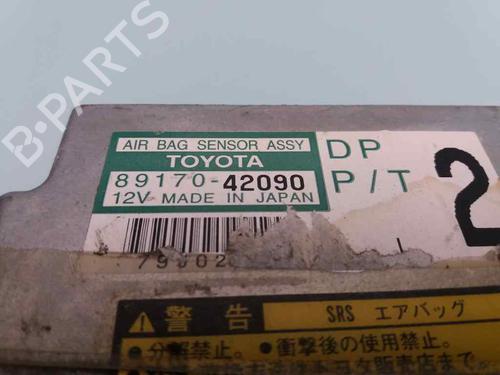 B-Parts
AIR BAG SENSOR ASSY
TOYOTA
89170-42090
12V MADE IN JAPAN
DP
P/T
2
⚠ 警告
SRS エアバッグ
●分解禁止。 ●衝撃後の使用禁止。